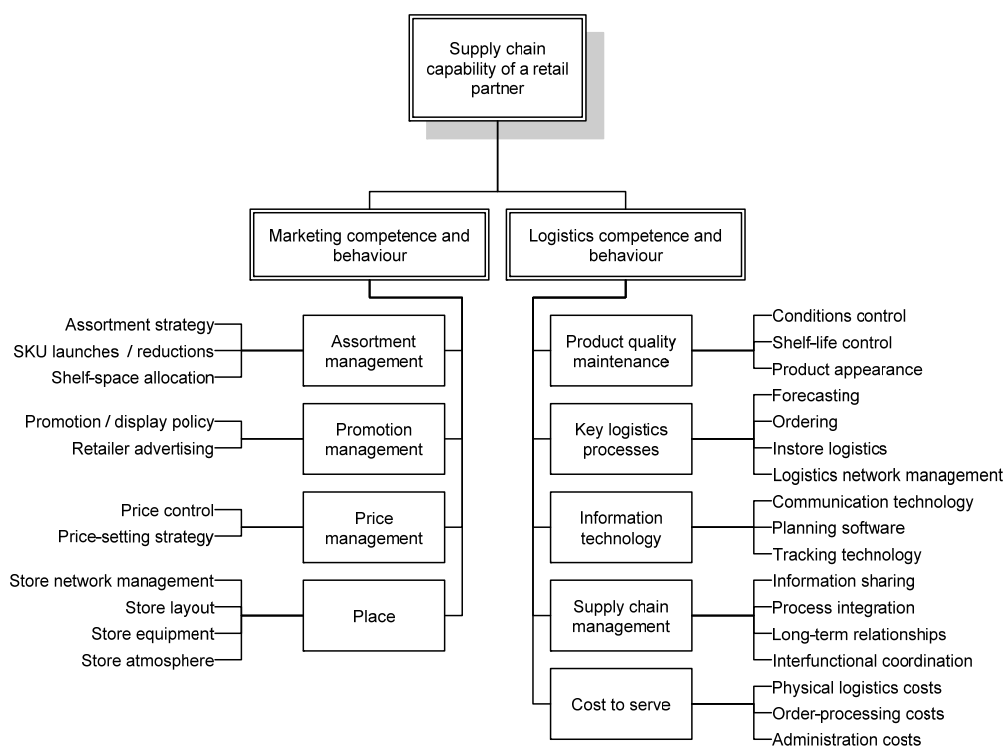 Supply chain
capability of a retail
partner
Marketing competence and
behaviour
Logistics competence and
behaviour
Assortment strategy
SKU launches / reductions
Shelf-space allocation
Assortment
management
Promotion / display policy
Retailer advertising
Promotion
management
Price control
Price-setting strategy
Price
management
Store network management
Store layout
Store equipment
Store atmosphere
Place
Product quality
maintenance
Conditions control
Shelf-life control
Product appearance
Key logistics
processes
Forecasting
Ordering
Instore logistics
Logistics network management
Information
technology
Communication technology
Planning software
Tracking technology
Supply chain
management
Information sharing
Process integration
Long-term relationships
Interfunctional coordination
Cost to serve
Physical logistics costs
Order-processing costs
Administration costs